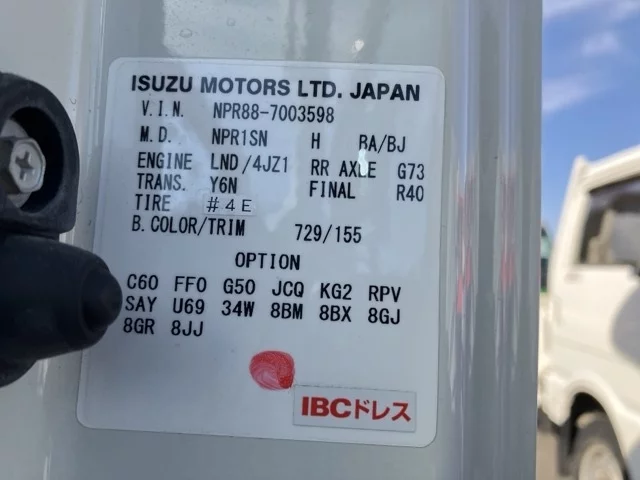 ISUZU MOTORS LTD. JAPAN
V.I.N. NPR88-7003598
M.D. NPR1SN H BA/BJ
ENGINE LND/4JZ1 RR AXLE G73
TRANS. Y6N FINAL R40
TIRE #4E
B.COLOR/TRIM 729/155
OPTION
C60 FF0 G50 JCQ KG2 RPV
SAY U69 34W 8BM 8BX 8GJ
8GR 8JJ
IBCドレス